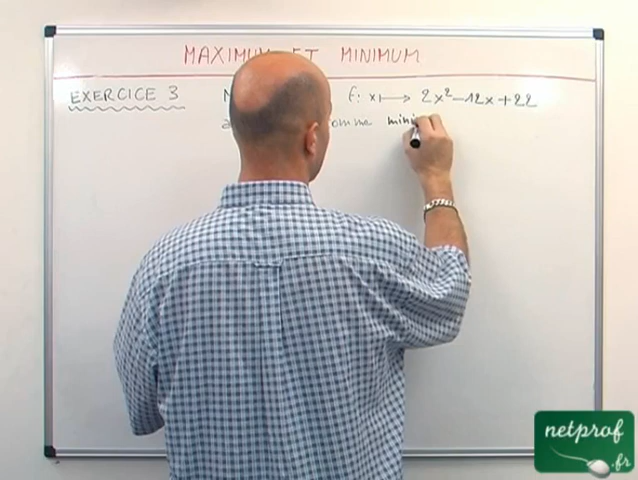 MAXIMUM ET MINIMUM
EXERCICE 3 f: x ⟼ 2x² - 12x + 22
mini
netprof
.fr